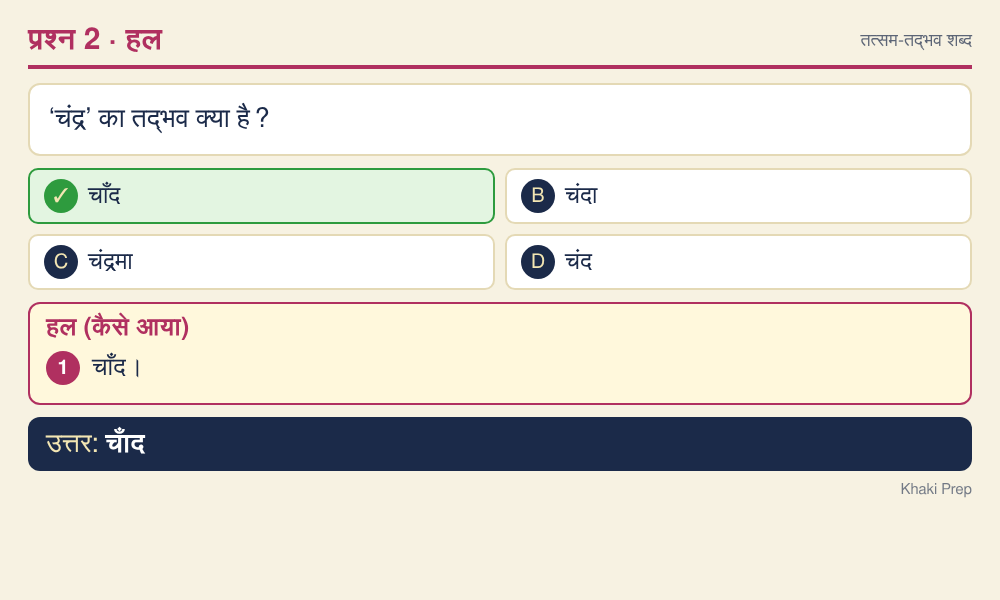 प्रश्न 2 · हल
तत्सम-तद्भव शब्द
‘चंद्र’ का तद्भव क्या है ?
✓ चाँद
B चंदा
C चंद्रमा
D चंद
हल (कैसे आया)
1 चाँद।
उत्तर: चाँद
Khaki Prep